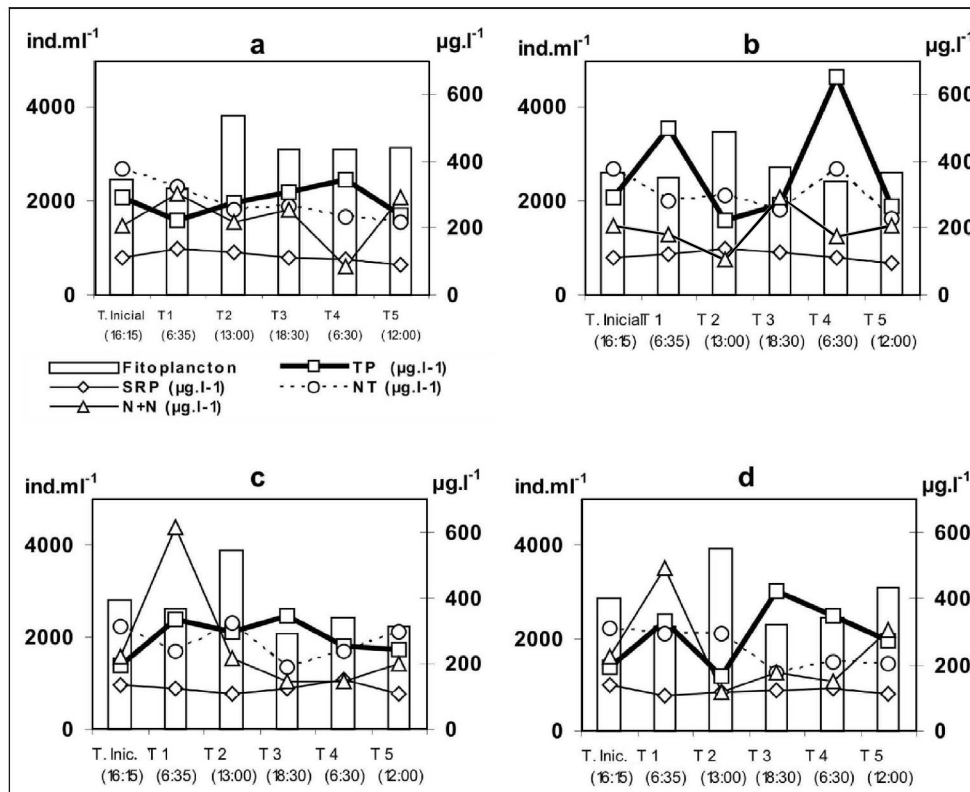 a
ind.ml⁻¹ µg.l⁻¹
4000 600
400
2000
200
0 0
T. Inicial T 1 T 2 T 3 T 4 T 5
(16:15) (6:35) (13:00) (18:30) (6:30) (12:00)
b
ind.ml⁻¹ µg.l⁻¹
4000 600
400
2000
200
0 0
T. Inicial T 1 T 2 T 3 T 4 T 5
(16:15) (6:35) (13:00) (18:30) (6:30) (12:00)
Fitoplancton TP (µg.l-1)
SRP (µg.l-1) NT (µg.l-1)
N+N (µg.l-1)
c
ind.ml⁻¹ µg.l⁻¹
4000 600
400
2000
200
0 0
T. Inic. T 1 T 2 T 3 T 4 T 5
(16:15) (6:35) (13:00) (18:30) (6:30) (12:00)
d
ind.ml⁻¹ µg.l⁻¹
4000 600
400
2000
200
0 0
T. Inic. T 1 T 2 T 3 T 4 T 5
(16:15) (6:35) (13:00) (18:30) (6:30) (12:00)